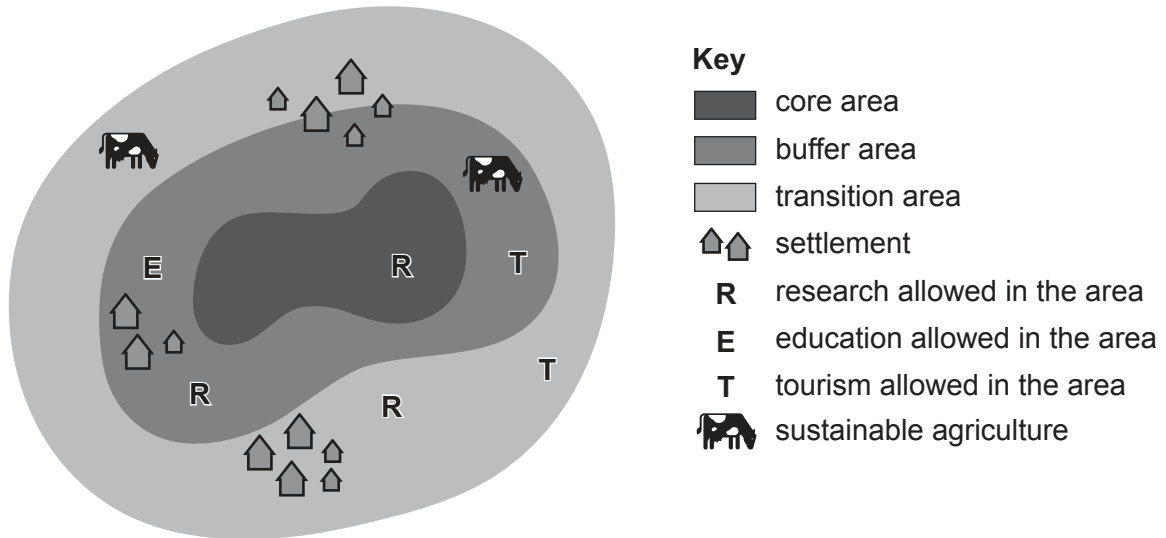 Key
core area
buffer area
transition area
settlement
R research allowed in the area
E education allowed in the area
T tourism allowed in the area
sustainable agriculture
E
R
T
R
R
T